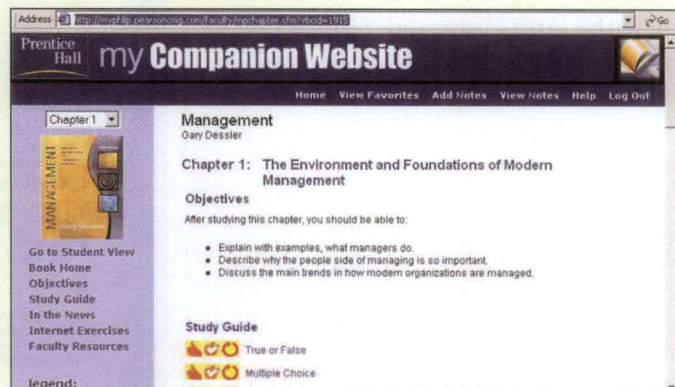 Address http://myphlip.pearsoncmg.com/faculty/mpchapter.cfm?vbcid=1915 Go
Prentice
Hall
my Companion Website
Home View Favorites Add Notes View Notes Help Log Out
Chapter 1
MANAGEMENT
Gary Dessler
Go to Student View
Book Home
Objectives
Study Guide
In the News
Internet Exercises
Faculty Resources
legend:
Management
Gary Dessler
Chapter 1: The Environment and Foundations of Modern
Management
Objectives
After studying this chapter, you should be able to:
Explain with examples, what managers do.
Describe why the people side of managing is so important.
Discuss the main trends in how modern organizations are managed.
Study Guide
True or False
Multiple Choice